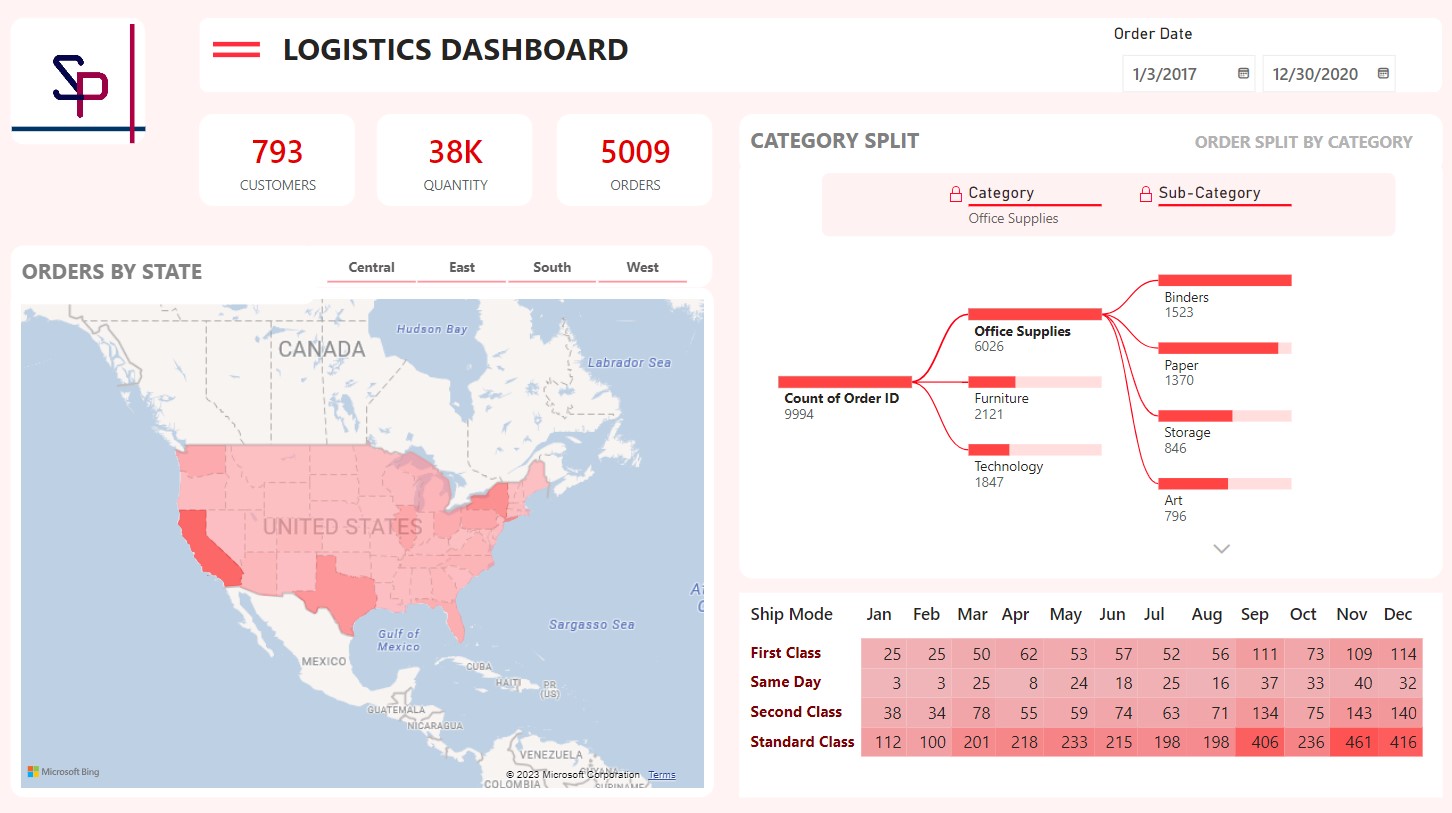 SP
LOGISTICS DASHBOARD
Order Date
1/3/2017
12/30/2020
793
CUSTOMERS
38K
QUANTITY
5009
ORDERS
ORDERS BY STATE
Central East South West
Hudson Bay
CANADA
Labrador Sea
UNITED STATES
Sargasso Sea
Gulf of
Mexico
MEXICO
CUBA
HAITI
PR
(US)
GUATEMALA
NICARAGUA
VENEZUELA
GUYANA
COLOMBIA
SURINAME
Microsoft Bing
© 2023 Microsoft Corporation Terms
CATEGORY SPLIT
ORDER SPLIT BY CATEGORY
Category
Office Supplies
Sub-Category
Count of Order ID
9994
Office Supplies
6026
Furniture
2121
Technology
1847
Binders
1523
Paper
1370
Storage
846
Art
796
Ship Mode Jan Feb Mar Apr May Jun Jul Aug Sep Oct Nov Dec
First Class 25 25 50 62 53 57 52 56 111 73 109 114
Same Day 3 3 25 8 24 18 25 16 37 33 40 32
Second Class 38 34 78 55 59 74 63 71 134 75 143 140
Standard Class 112 100 201 218 233 215 198 198 406 236 461 416